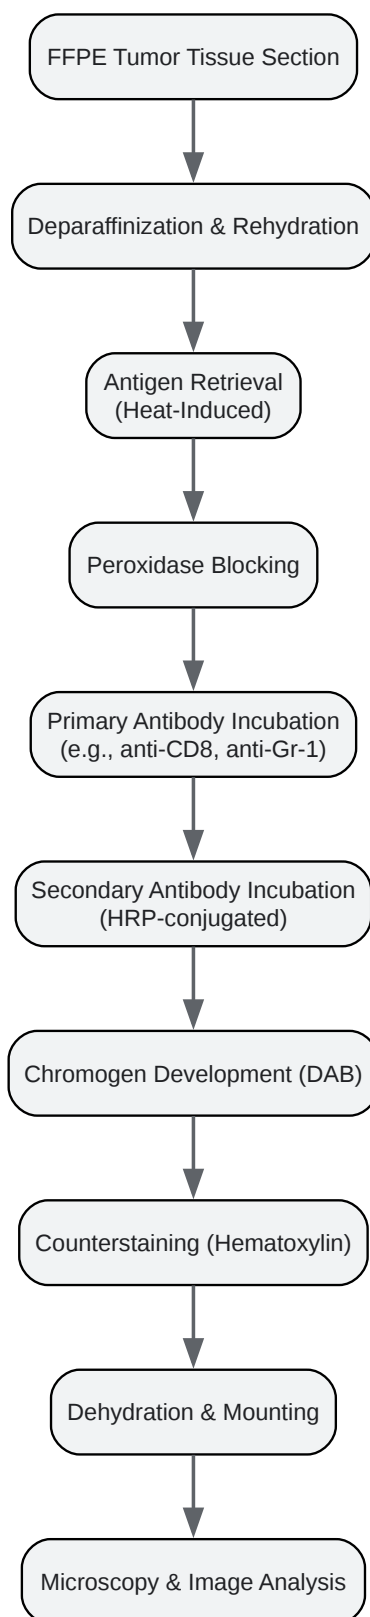 FFPE Tumor Tissue Section
Deparaffinization & Rehydration
Antigen Retrieval
(Heat-Induced)
Peroxidase Blocking
Primary Antibody Incubation
(e.g., anti-CD8, anti-Gr-1)
Secondary Antibody Incubation
(HRP-conjugated)
Chromogen Development (DAB)
Counterstaining (Hematoxylin)
Dehydration & Mounting
Microscopy & Image Analysis